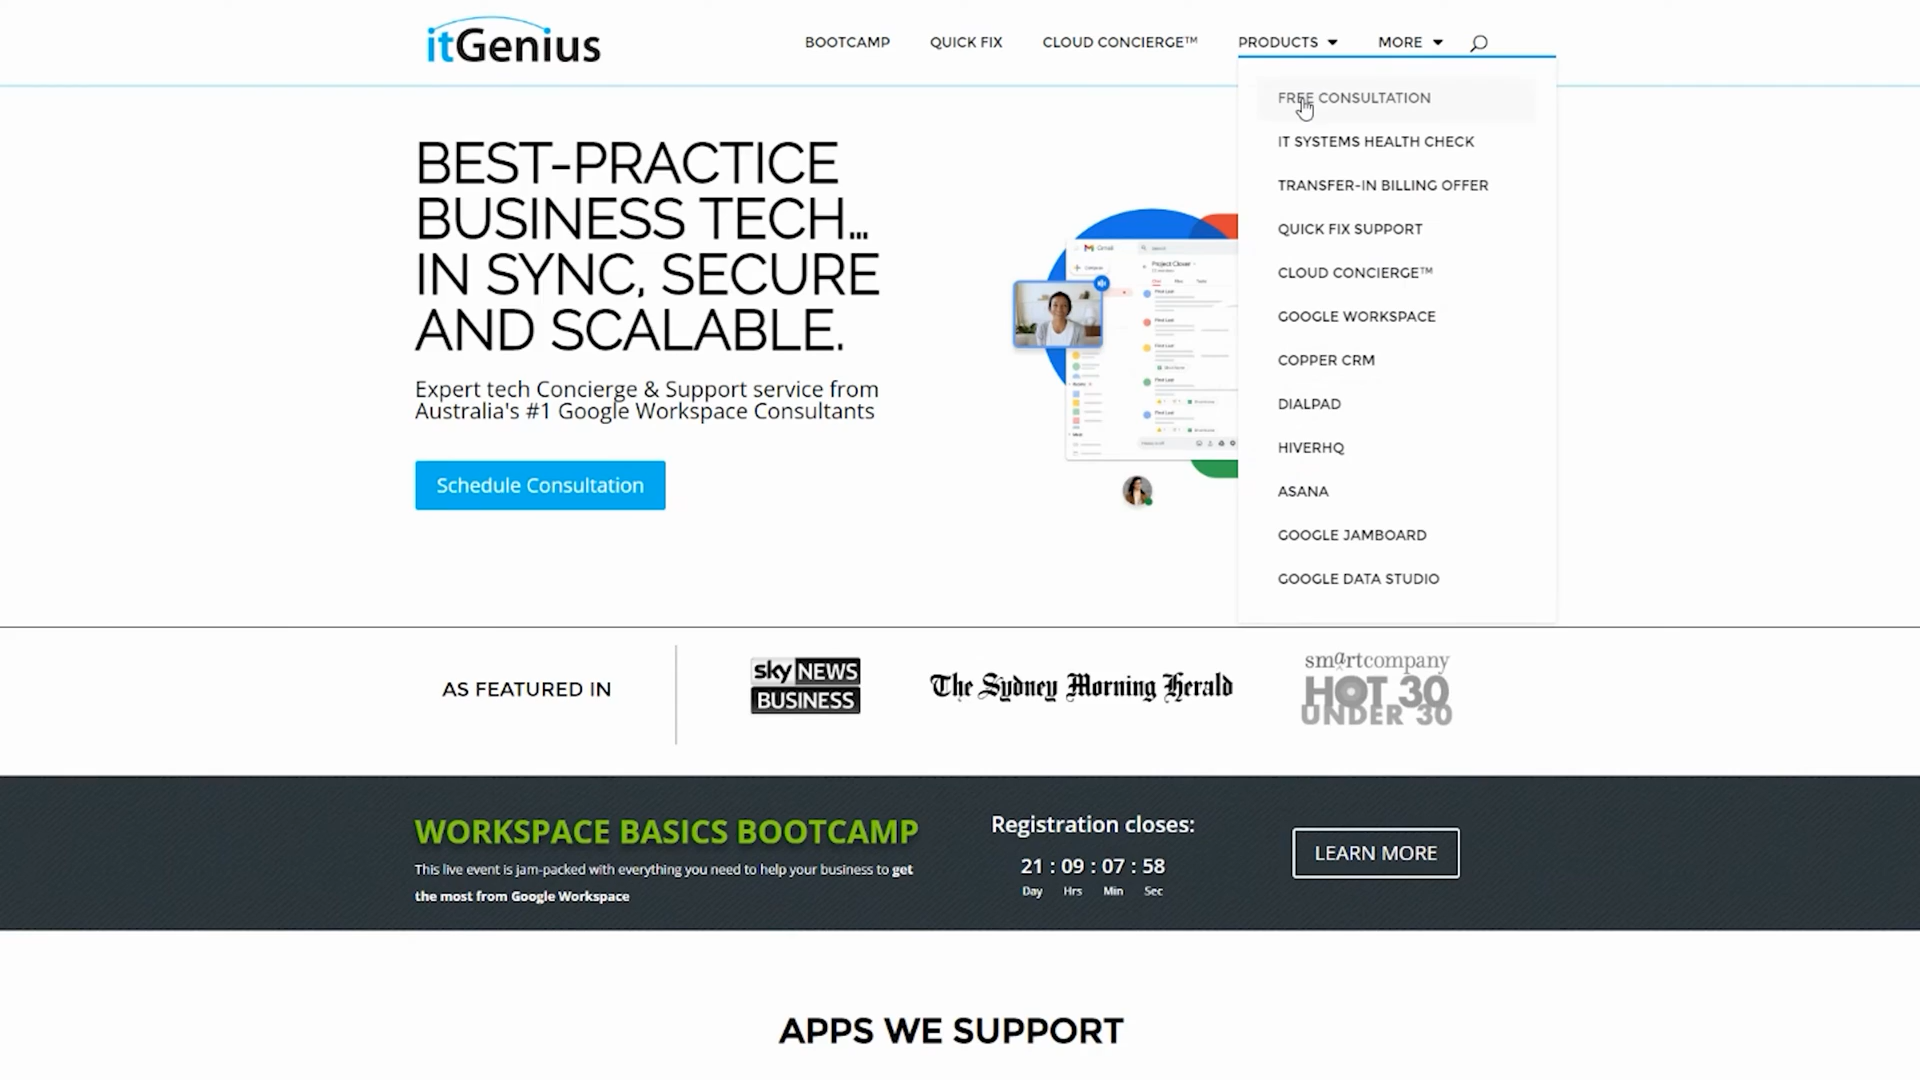 itGenius
BOOTCAMP
QUICK FIX
CLOUD CONCIERGE™
PRODUCTS
MORE
FREE CONSULTATION
IT SYSTEMS HEALTH CHECK
TRANSFER-IN BILLING OFFER
QUICK FIX SUPPORT
CLOUD CONCIERGE™
GOOGLE WORKSPACE
COPPER CRM
DIALPAD
HIVERHQ
ASANA
GOOGLE JAMBOARD
GOOGLE DATA STUDIO
BEST-PRACTICE
BUSINESS TECH...
IN SYNC, SECURE
AND SCALABLE.
Expert tech Concierge & Support service from
Australia's #1 Google Workspace Consultants
Schedule Consultation
Gmail
Project Clover
AS FEATURED IN
sky NEWS
BUSINESS
The Sydney Morning Herald
smartcompany
HOT 30
UNDER 30
WORKSPACE BASICS BOOTCAMP
This live event is jam-packed with everything you need to help your business to get
the most from Google Workspace
Registration closes:
21 : 09 : 07 : 58
Day Hrs Min Sec
LEARN MORE
APPS WE SUPPORT